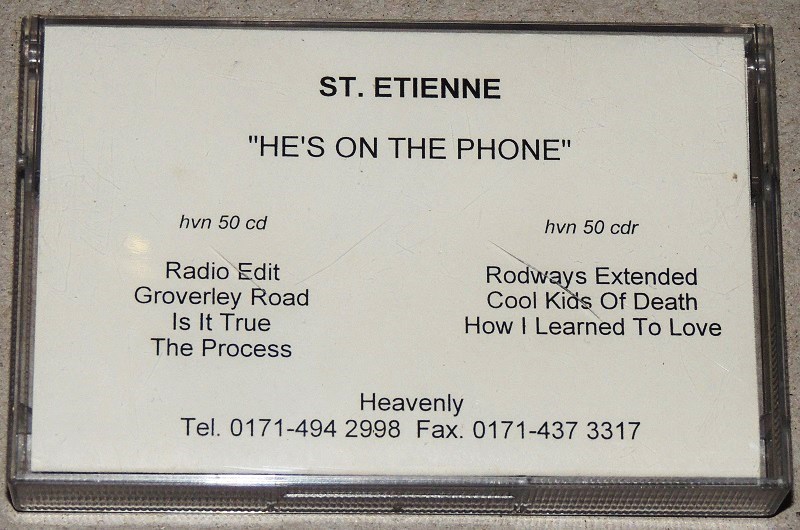 ST. ETIENNE
"HE'S ON THE PHONE"
hvn 50 cd
Radio Edit
Groverley Road
Is It True
The Process
hvn 50 cdr
Rodways Extended
Cool Kids Of Death
How I Learned To Love
Heavenly
Tel. 0171-494 2998 Fax. 0171-437 3317